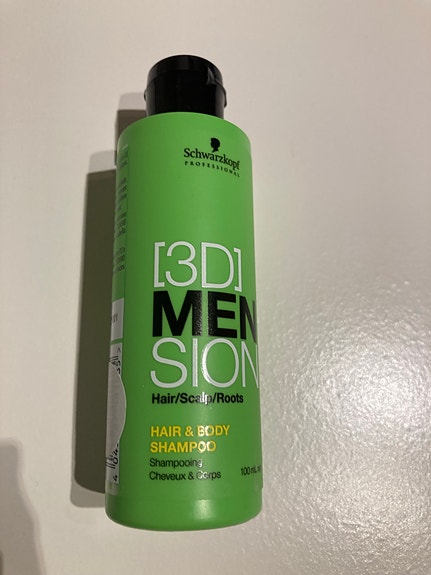 Schwarzkopf
PROFESSIONAL
[3D]
MEN
SION
Hair/Scalp/Roots
HAIR & BODY
SHAMPOO
Shampooing
Cheveux & Corps
100 mL